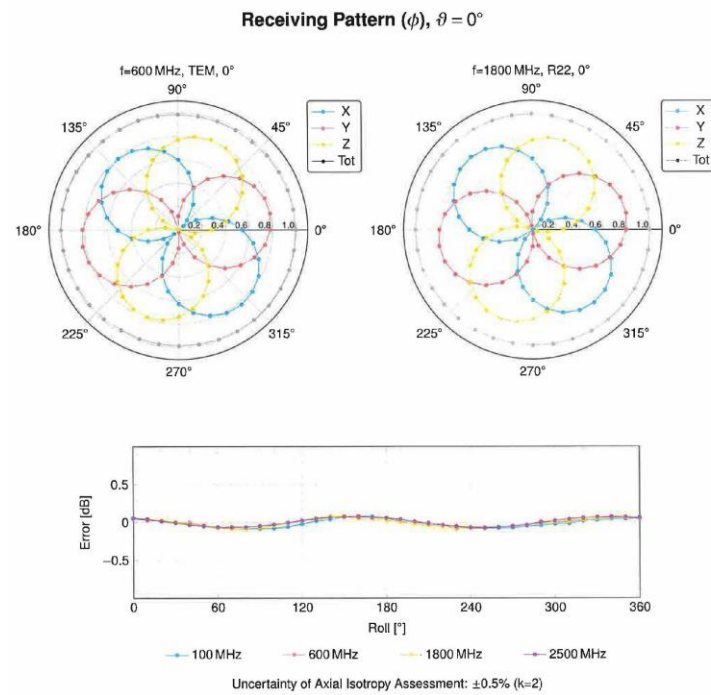 Receiving Pattern (ϕ), ϑ = 0°
f=600 MHz, TEM, 0°
90°
135°
45°
180°
0.2 0.4 0.6 0.8 1.0
0°
225°
315°
270°
X
Y
Z
Tot
f=1800 MHz, R22, 0°
90°
135°
45°
180°
0.2 0.4 0.6 0.8 1.0
0°
225°
315°
270°
X
Y
Z
Tot
Error [dB]
0.5
0
−0.5
0 60 120 180 240 300 360
Roll [°]
100 MHz 600 MHz 1800 MHz 2500 MHz
Uncertainty of Axial Isotropy Assessment: ±0.5% (k=2)